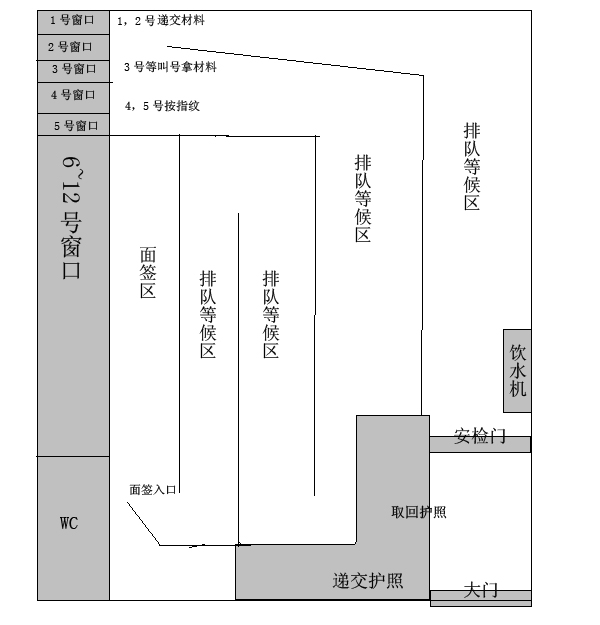 1 号窗口
1，2 号递交材料
2 号窗口
3 号窗口
3 号等叫号拿材料
4 号窗口
4，5 号按指纹
5 号窗口
6~12 号窗口
排队等候区
排队等候区
面签区
排队等候区
排队等候区
饮水机
安检门
面签入口
取回护照
WC
递交护照
大门